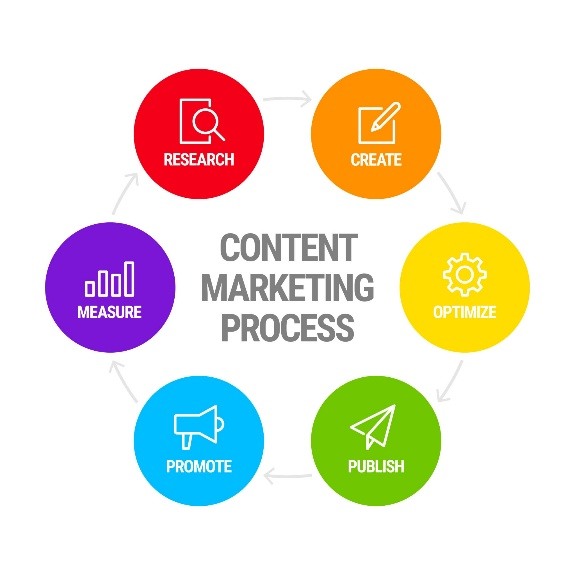 RESEARCH
CREATE
CONTENT
MARKETING
PROCESS
MEASURE
OPTIMIZE
PROMOTE
PUBLISH